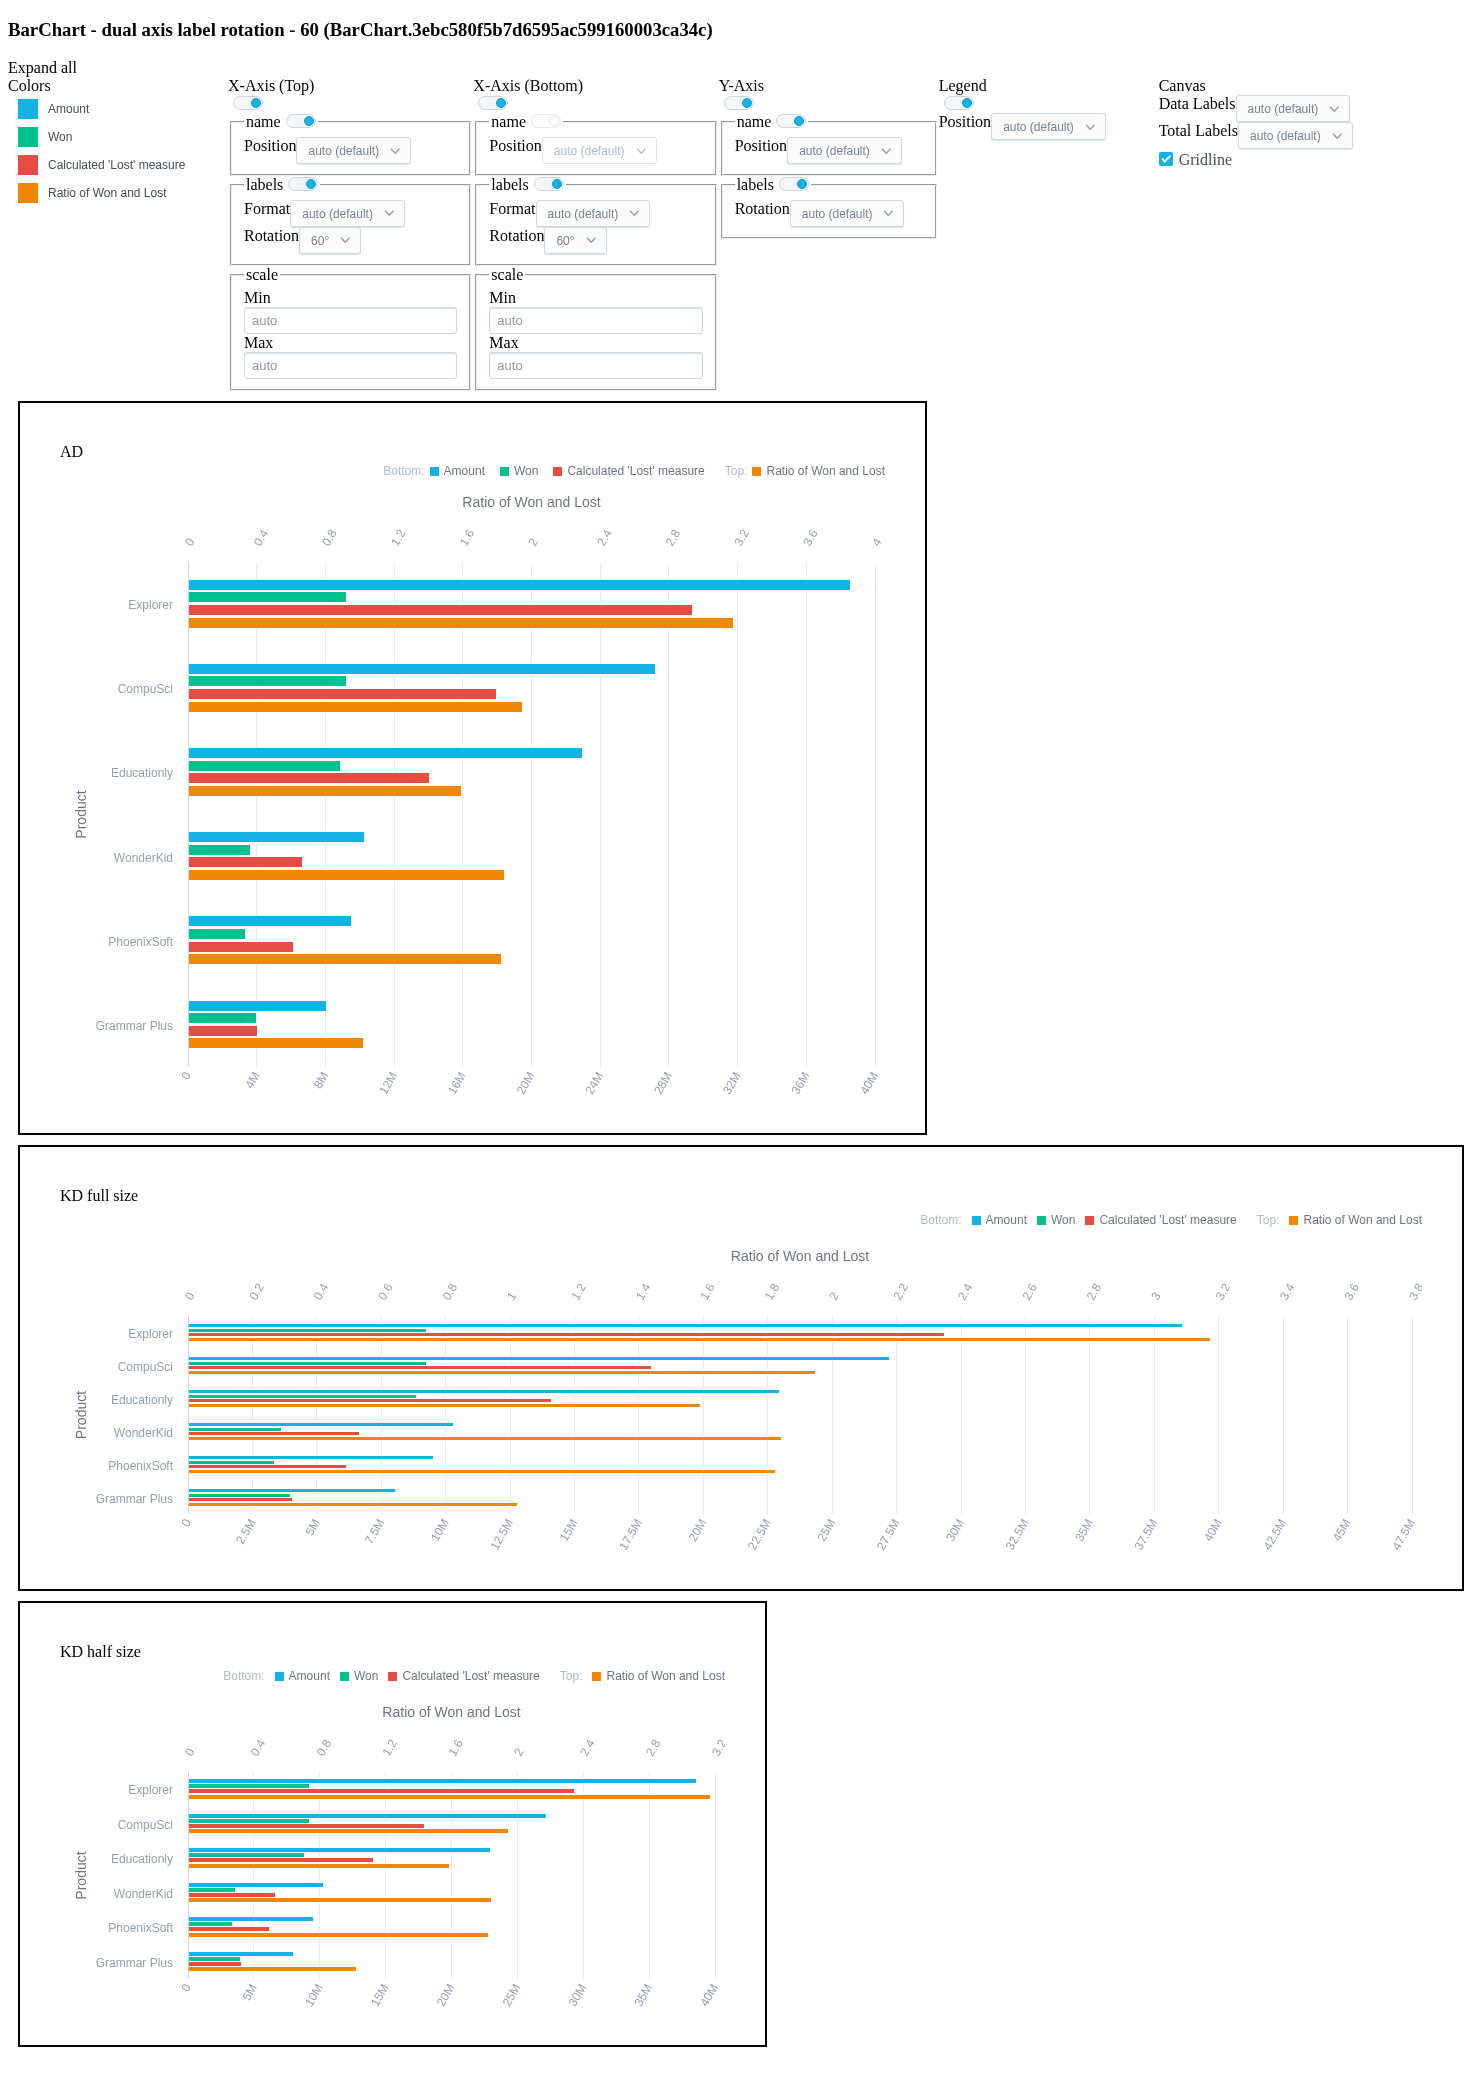 BarChart - dual axis label rotation - 60 (BarChart.3ebc580f5b7d6595ac599160003ca34c)
Expand all
Colors
Amount
Won
Calculated 'Lost' measure
Ratio of Won and Lost
X-Axis (Top)
name
Position auto (default)
labels
Format auto (default)
Rotation 60°
scale
Min
auto
Max
auto
X-Axis (Bottom)
name
Position auto (default)
labels
Format auto (default)
Rotation 60°
scale
Min
auto
Max
auto
Y-Axis
name
Position auto (default)
labels
Rotation auto (default)
Legend
Position auto (default)
Canvas
Data Labels auto (default)
Total Labels auto (default)
Gridline
AD
Bottom: Amount Won Calculated 'Lost' measure Top: Ratio of Won and Lost
Ratio of Won and Lost
0 0.4 0.8 1.2 1.6 2 2.4 2.8 3.2 3.6 4
Explorer
CompuSci
Educationly
Product
WonderKid
PhoenixSoft
Grammar Plus
0 4M 8M 12M 16M 20M 24M 28M 32M 36M 40M
KD full size
Bottom: Amount Won Calculated 'Lost' measure Top: Ratio of Won and Lost
Ratio of Won and Lost
0 0.2 0.4 0.6 0.8 1 1.2 1.4 1.6 1.8 2 2.2 2.4 2.6 2.8 3 3.2 3.4 3.6 3.8
Explorer
CompuSci
Educationly
Product
WonderKid
PhoenixSoft
Grammar Plus
0 2.5M 5M 7.5M 10M 12.5M 15M 17.5M 20M 22.5M 25M 27.5M 30M 32.5M 35M 37.5M 40M 42.5M 45M 47.5M
KD half size
Bottom: Amount Won Calculated 'Lost' measure Top: Ratio of Won and Lost
Ratio of Won and Lost
0 0.4 0.8 1.2 1.6 2 2.4 2.8 3.2
Explorer
CompuSci
Educationly
Product
WonderKid
PhoenixSoft
Grammar Plus
0 5M 10M 15M 20M 25M 30M 35M 40M